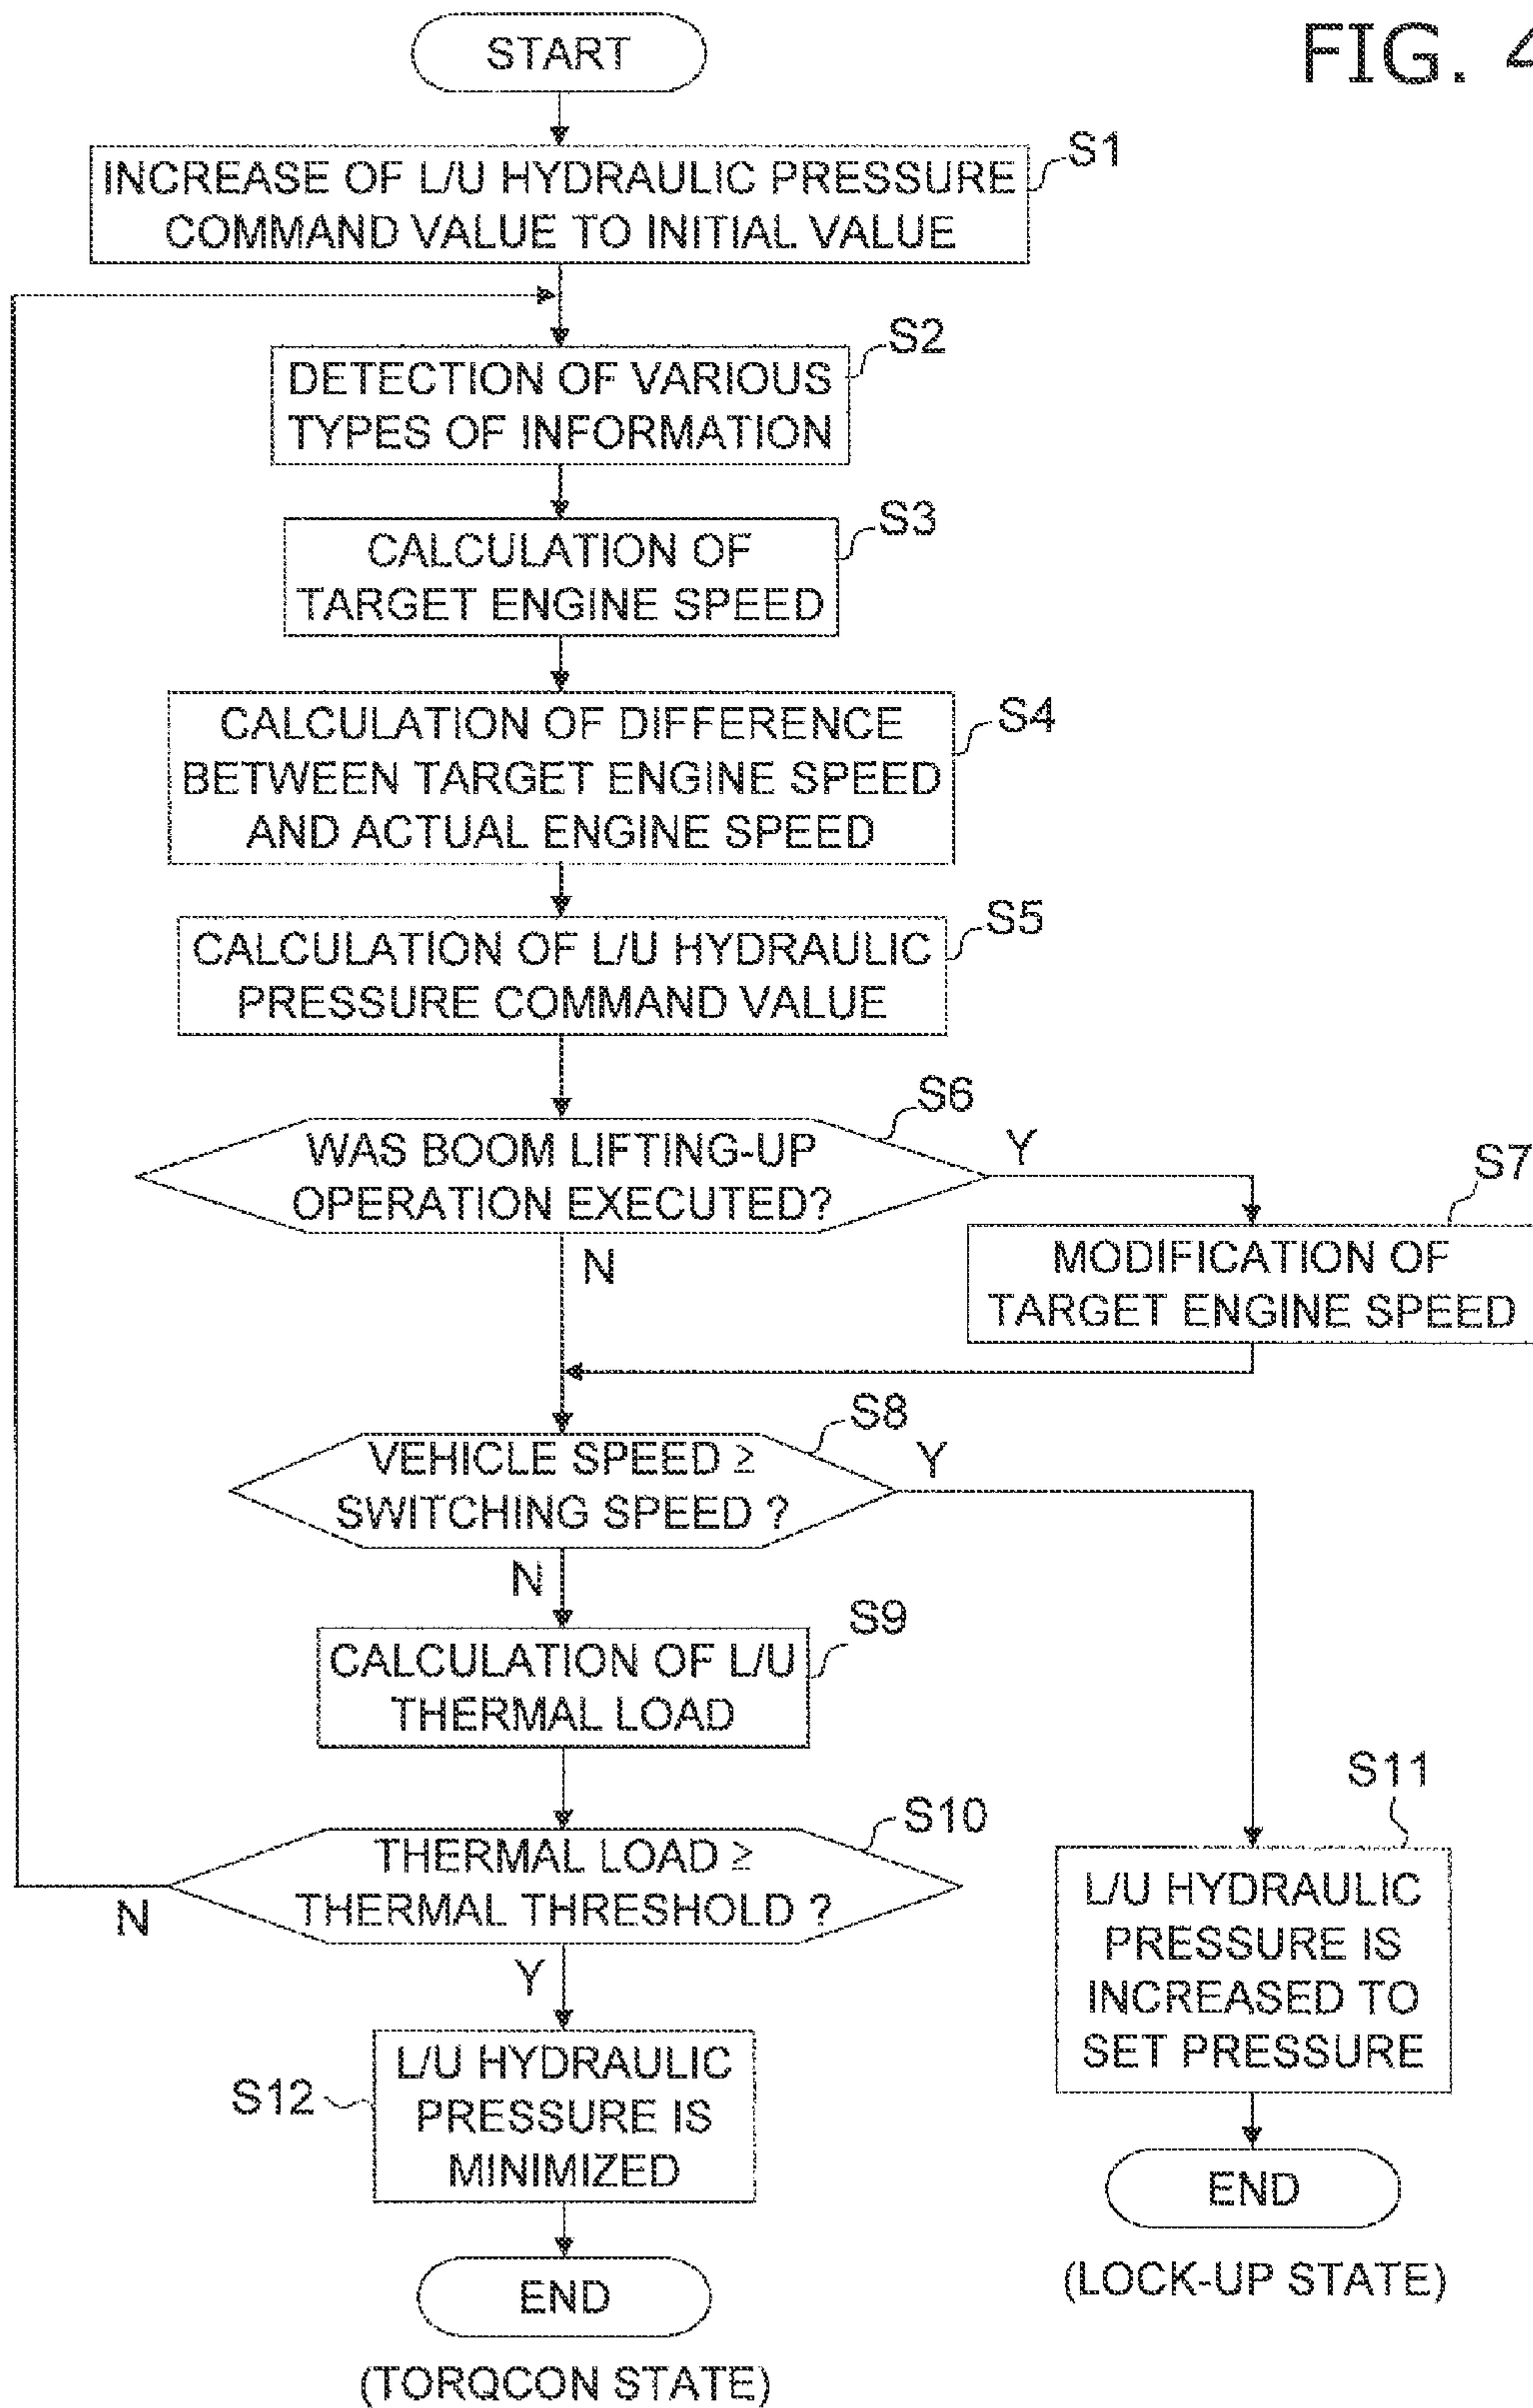 FIG. 4
START
S1
INCREASE OF L/U HYDRAULIC PRESSURE
COMMAND VALUE TO INITIAL VALUE
S2
DETECTION OF VARIOUS
TYPES OF INFORMATION
S3
CALCULATION OF
TARGET ENGINE SPEED
S4
CALCULATION OF DIFFERENCE
BETWEEN TARGET ENGINE SPEED
AND ACTUAL ENGINE SPEED
S5
CALCULATION OF L/U HYDRAULIC
PRESSURE COMMAND VALUE
S6
WAS BOOM LIFTING-UP
OPERATION EXECUTED?
Y
N
S7
MODIFICATION OF
TARGET ENGINE SPEED
S8
VEHICLE SPEED ≥
SWITCHING SPEED ?
Y
N
S9
CALCULATION OF L/U
THERMAL LOAD
S10
THERMAL LOAD ≥
THERMAL THRESHOLD ?
N
Y
S11
L/U HYDRAULIC
PRESSURE IS
INCREASED TO
SET PRESSURE
END
(LOCK-UP STATE)
S12
L/U HYDRAULIC
PRESSURE IS
MINIMIZED
END
(TORQCON STATE)